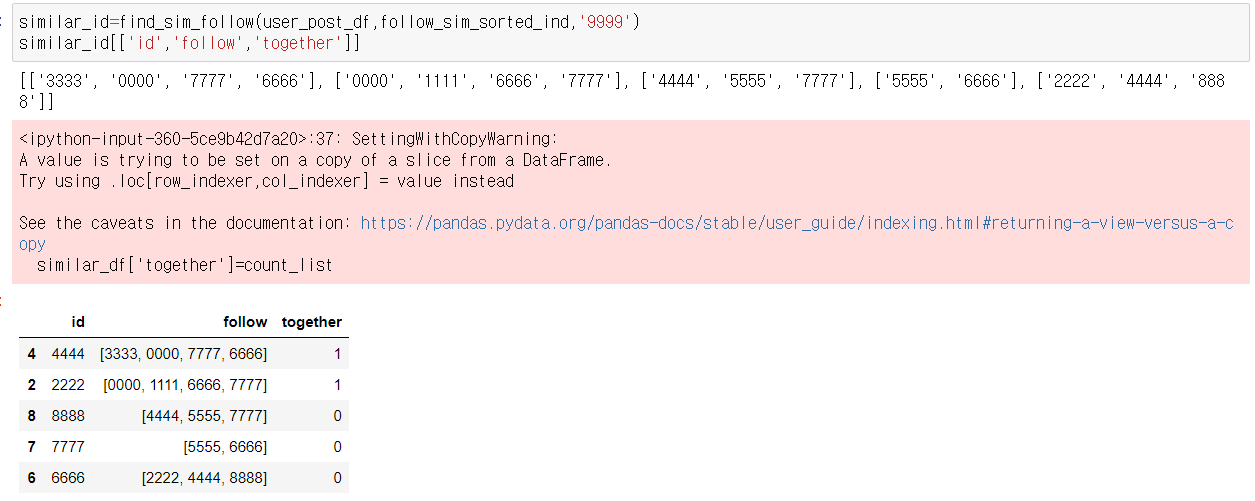 similar_id=find_sim_follow(user_post_df,follow_sim_sorted_ind,'9999')
similar_id[['id','follow','together']]
[['3333', '0000', '7777', '6666'], ['0000', '1111', '6666', '7777'], ['4444', '5555', '7777'], ['5555', '6666'], ['2222', '4444', '888
8']]
<ipython-input-360-5ce9b42d7a20>:37: SettingWithCopyWarning:
A value is trying to be set on a copy of a slice from a DataFrame.
Try using .loc[row_indexer,col_indexer] = value instead
See the caveats in the documentation: https://pandas.pydata.org/pandas-docs/stable/user_guide/indexing.html#returning-a-view-versus-a-c
opy
similar_df['together']=count_list
id follow together
4 4444 [3333, 0000, 7777, 6666] 1
2 2222 [0000, 1111, 6666, 7777] 1
8 8888 [4444, 5555, 7777] 0
7 7777 [5555, 6666] 0
6 6666 [2222, 4444, 8888] 0